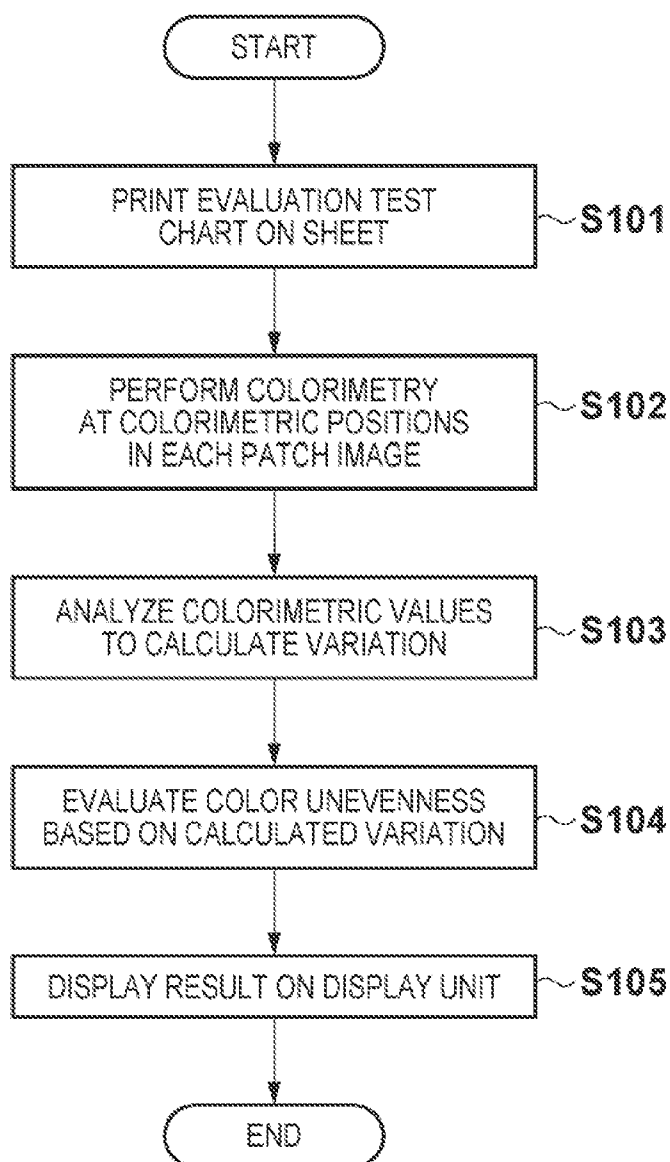 START
PRINT EVALUATION TEST
CHART ON SHEET
S101
PERFORM COLORIMETRY
AT COLORIMETRIC POSITIONS
IN EACH PATCH IMAGE
S102
ANALYZE COLORIMETRIC VALUES
TO CALCULATE VARIATION
S103
EVALUATE COLOR UNEVENNESS
BASED ON CALCULATED VARIATION
S104
DISPLAY RESULT ON DISPLAY UNIT
S105
END